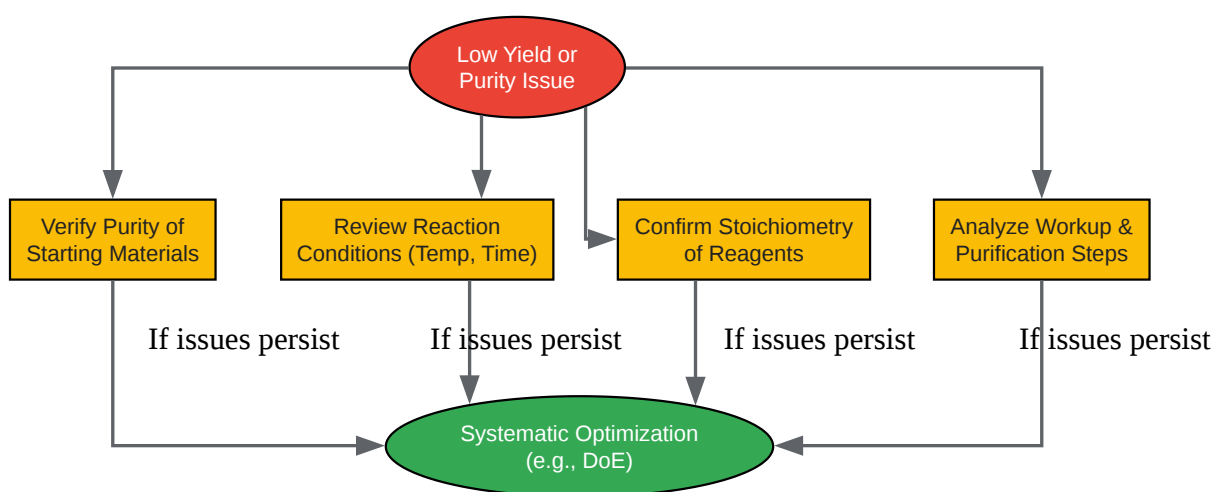 Low Yield or
Purity Issue
Verify Purity of
Starting Materials
Review Reaction
Conditions (Temp, Time)
Confirm Stoichiometry
of Reagents
Analyze Workup &
Purification Steps
If issues persist
If issues persist
If issues persist
If issues persist
Systematic Optimization
(e.g., DoE)